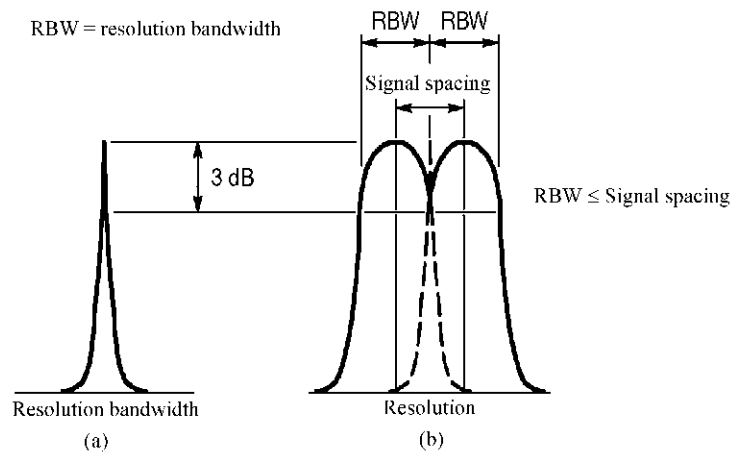 RBW = resolution bandwidth
RBW RBW
Signal spacing
3 dB
RBW ≤ Signal spacing
Resolution bandwidth
Resolution
(a)
(b)